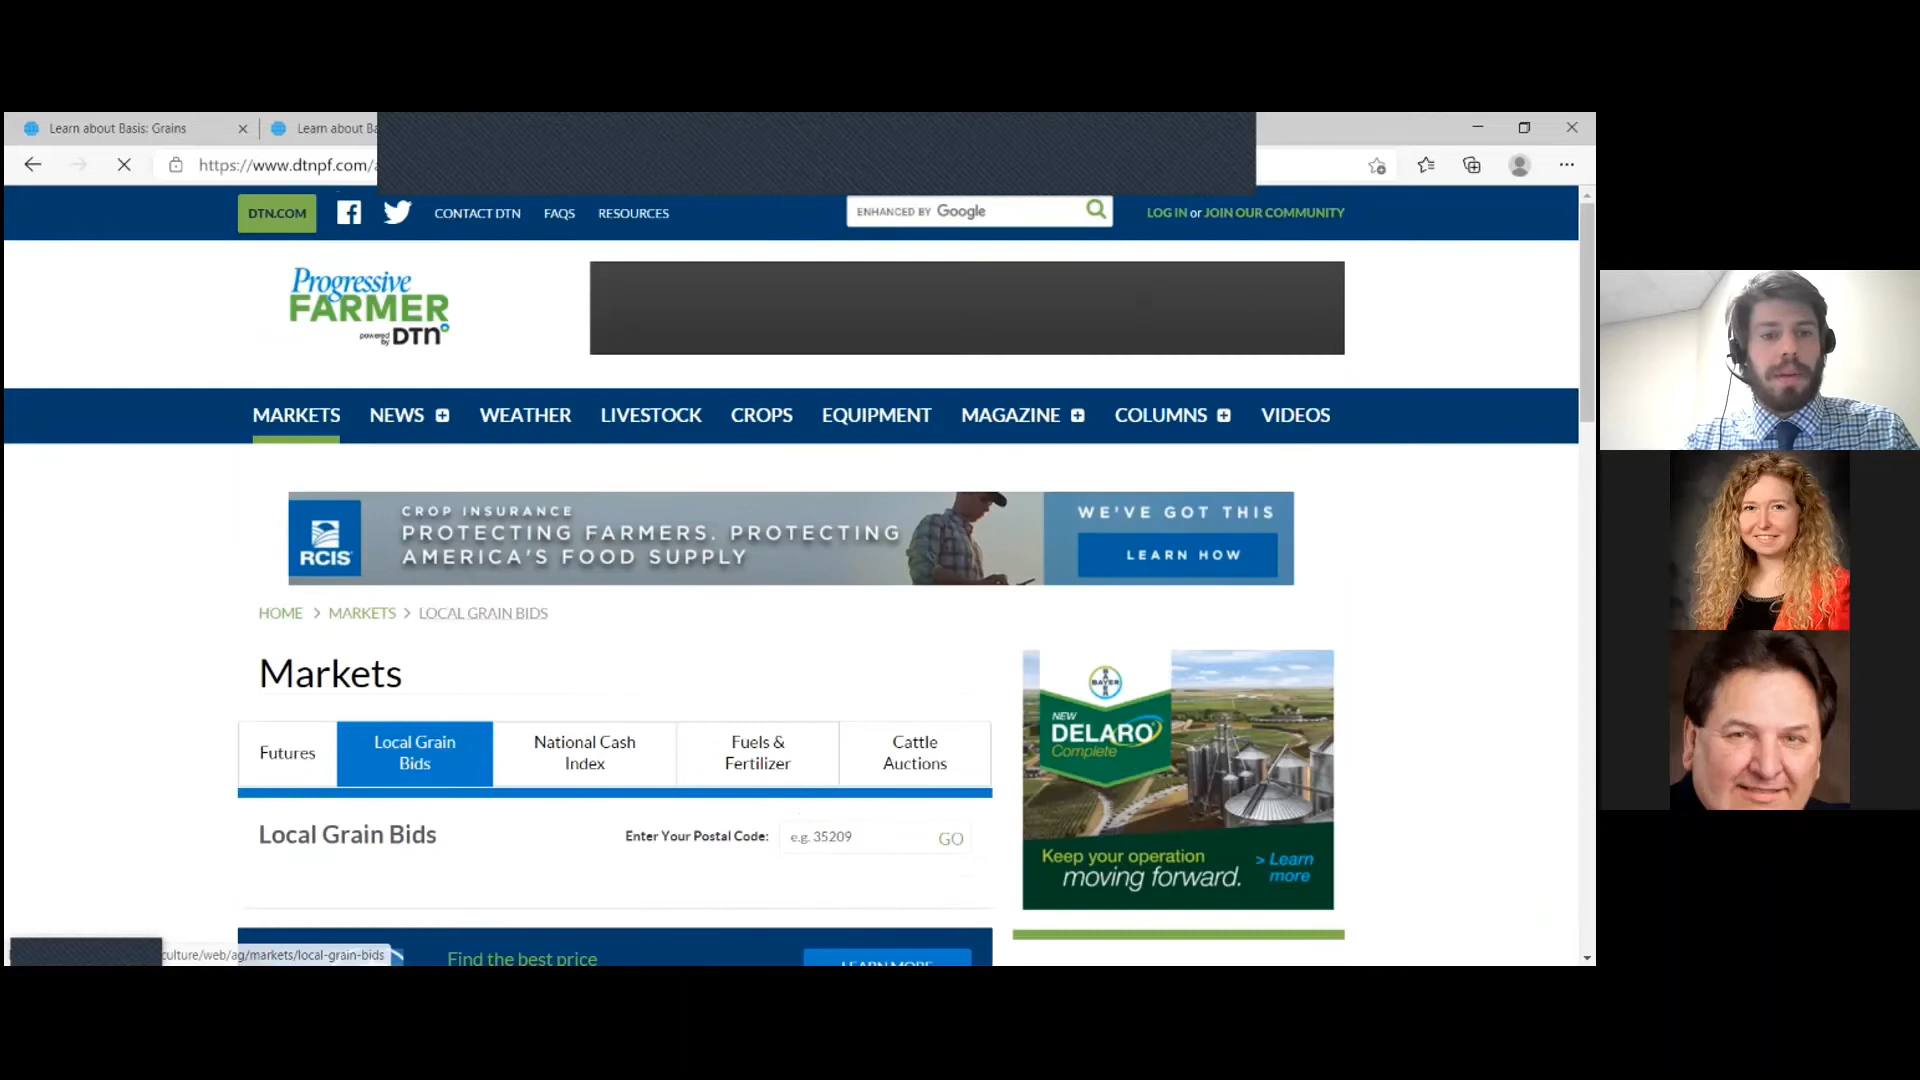 Learn about Basis: Grains
Learn about Ba
https://www.dtnpf.com/a
DTN.COM
CONTACT DTN
FAQS
RESOURCES
ENHANCED BY Google
LOG IN or JOIN OUR COMMUNITY
Progressive
FARMER
powered by DTN
MARKETS
NEWS
WEATHER
LIVESTOCK
CROPS
EQUIPMENT
MAGAZINE
COLUMNS
VIDEOS
RCIS
CROP INSURANCE
PROTECTING FARMERS. PROTECTING
AMERICA'S FOOD SUPPLY
WE'VE GOT THIS
LEARN HOW
HOME > MARKETS > LOCAL GRAIN BIDS
Markets
Futures
Local Grain
Bids
National Cash
Index
Fuels &
Fertilizer
Cattle
Auctions
Local Grain Bids
Enter Your Postal Code:
e.g. 35209
GO
BAYER
NEW
DELARO
Complete
Keep your operation
moving forward.
> Learn
more
Find the best price
LEARN MORE
culture/web/ag/markets/local-grain-bids